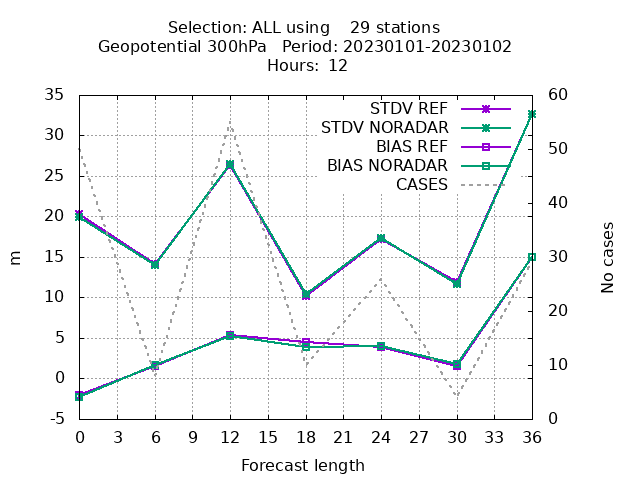 Selection: ALL using    29 stations
Geopotential 300hPa   Period: 20230101-20230102
Hours:  12
35
30
25
20
15
10
5
0
-5
m
60
50
40
30
20
10
0
No cases
STDV REF
STDV NORADAR
BIAS REF
BIAS NORADAR
CASES
0 3 6 9 12 15 18 21 24 27 30 33 36
Forecast length